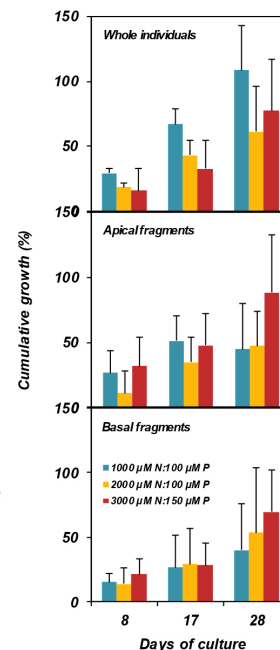 Cumulative growth (%)
150
Whole individuals
100
50
0
150
Apical fragments
100
50
150
Basal fragments
100
1000 µM N:100 µM P
2000 µM N:100 µM P
3000 µM N:150 µM P
50
0
8 17 28
Days of culture